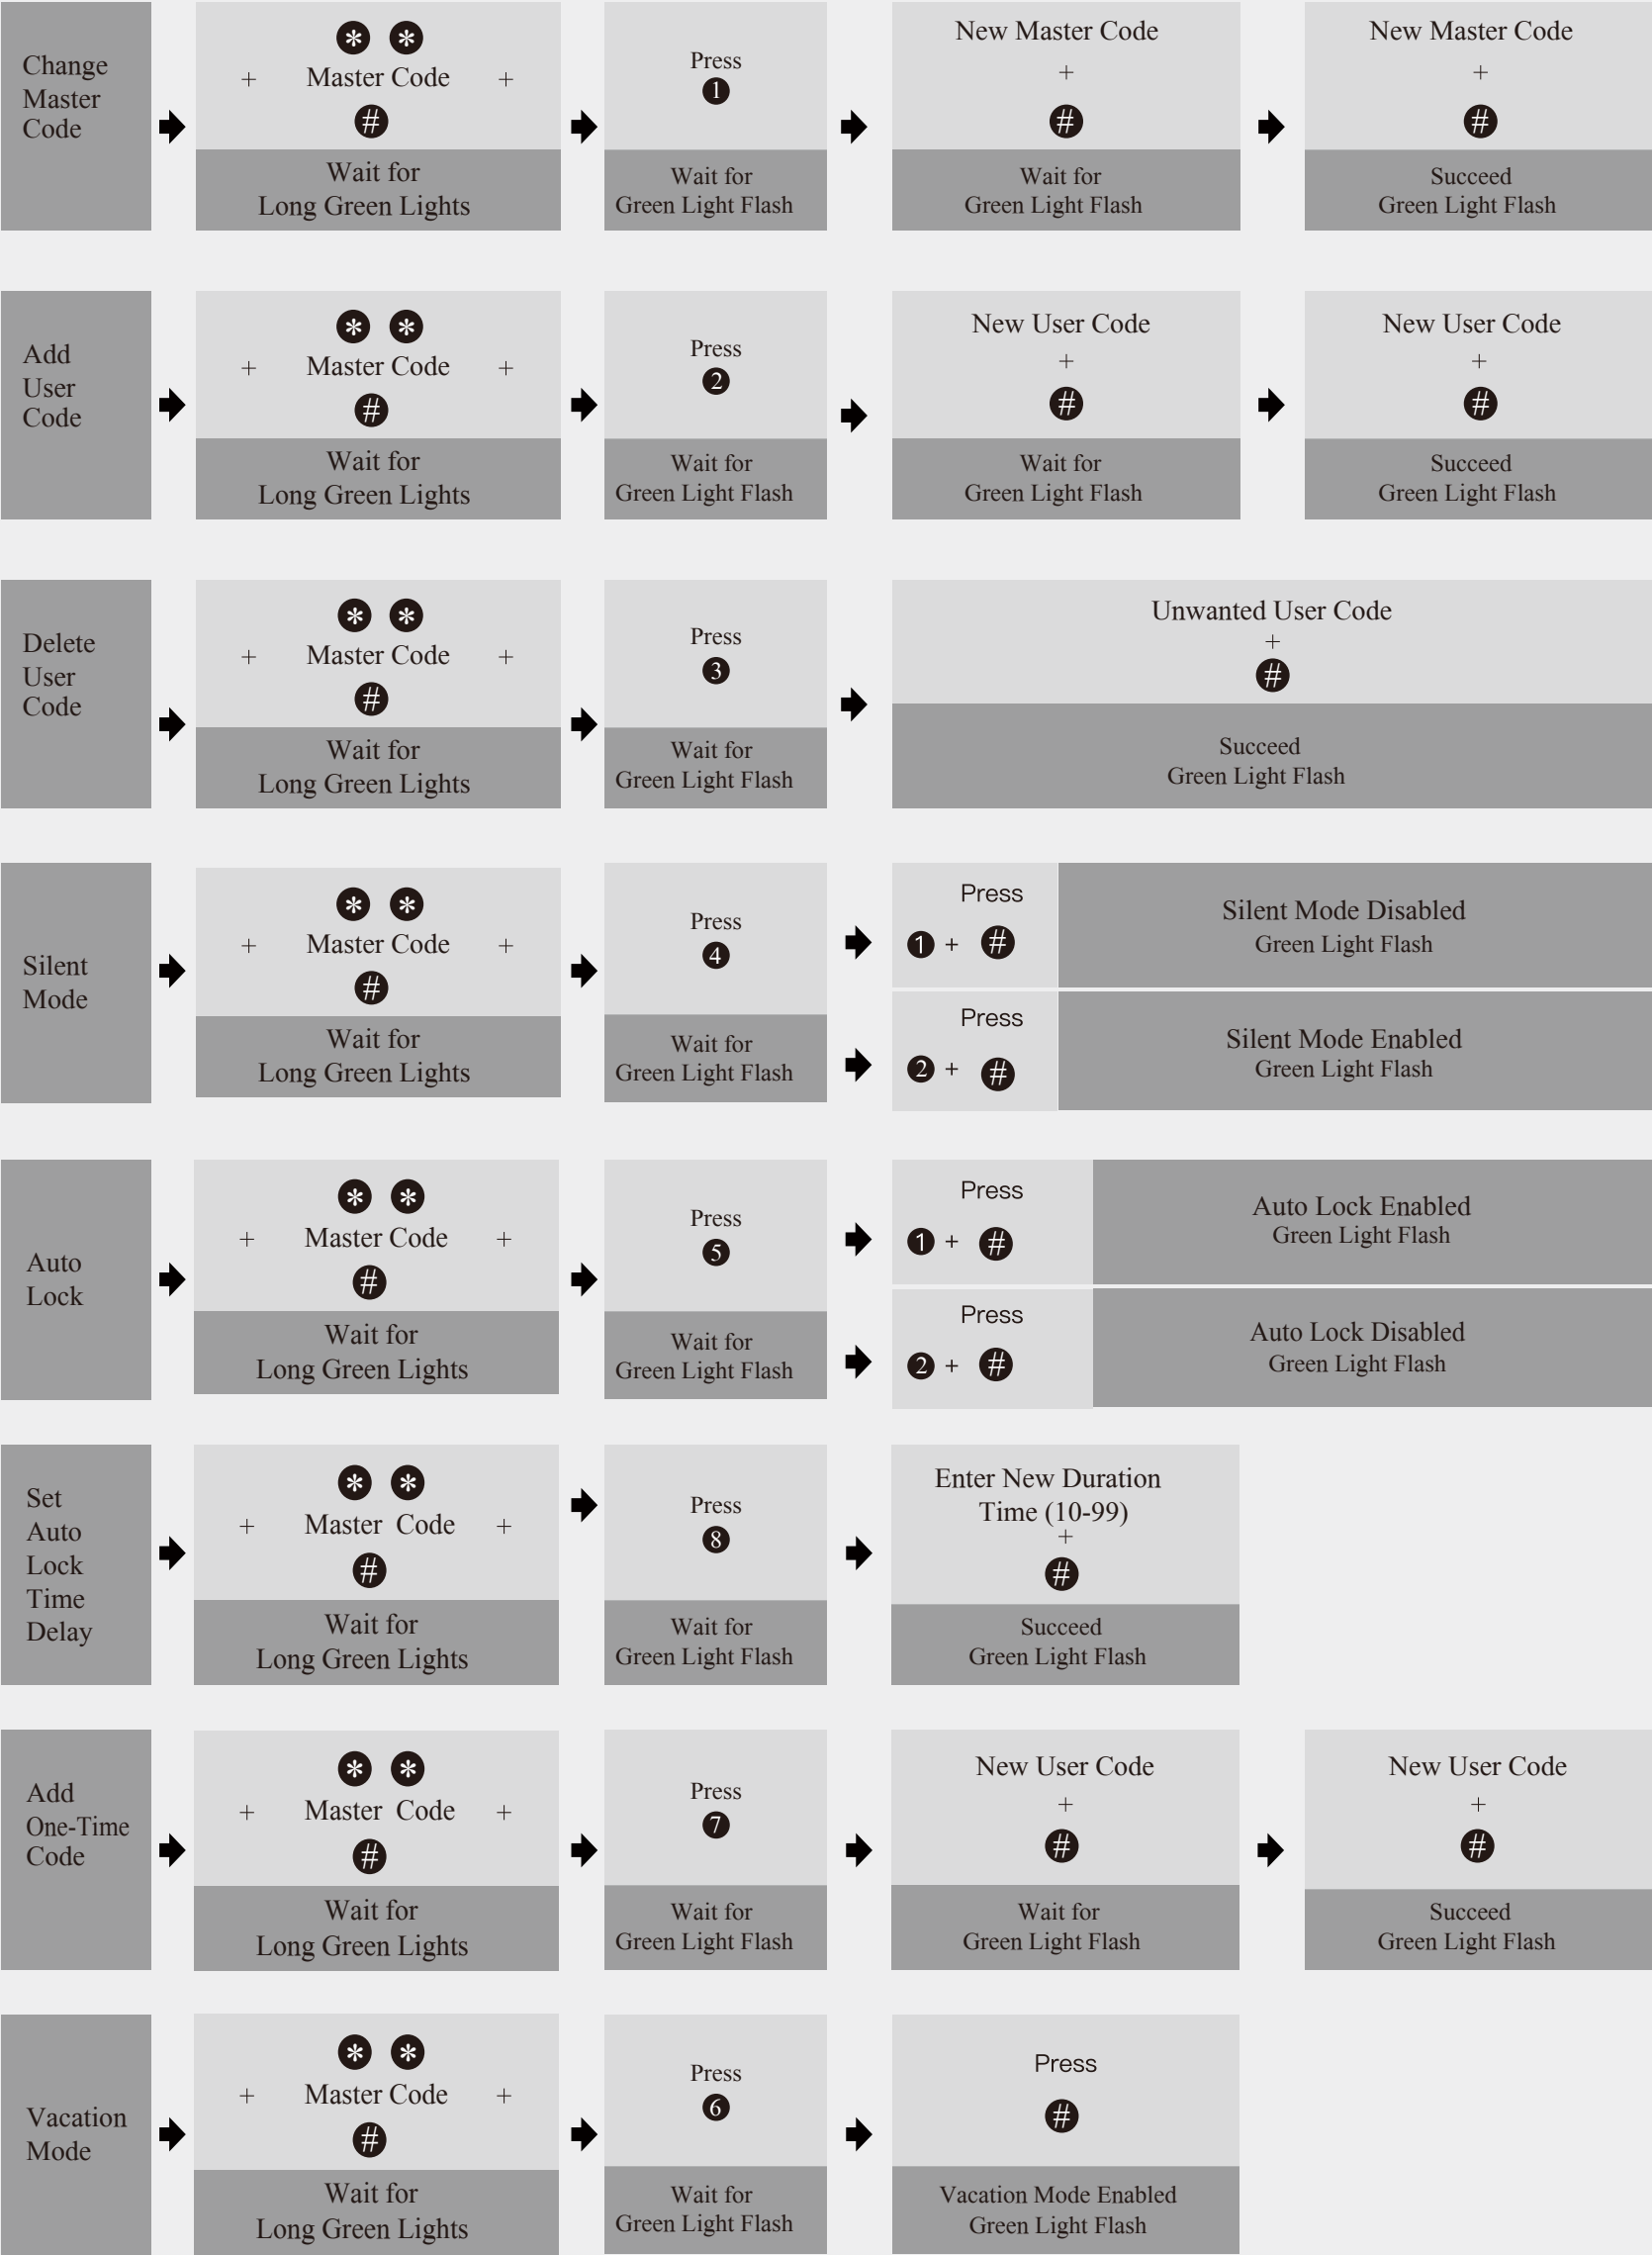 Change
Master
Code
* *
+ Master Code +
#
Wait for
Long Green Lights
Press
1
Wait for
Green Light Flash
New Master Code
+
#
Wait for
Green Light Flash
New Master Code
+
#
Succeed
Green Light Flash
Add
User
Code
* *
+ Master Code +
#
Wait for
Long Green Lights
Press
2
Wait for
Green Light Flash
New User Code
+
#
Wait for
Green Light Flash
New User Code
+
#
Succeed
Green Light Flash
Delete
User
Code
* *
+ Master Code +
#
Wait for
Long Green Lights
Press
3
Wait for
Green Light Flash
Unwanted User Code
+
#
Succeed
Green Light Flash
Silent
Mode
* *
+ Master Code +
#
Wait for
Long Green Lights
Press
4
Wait for
Green Light Flash
Press
1 + #
Silent Mode Disabled
Green Light Flash
Press
2 + #
Silent Mode Enabled
Green Light Flash
Auto
Lock
* *
+ Master Code +
#
Wait for
Long Green Lights
Press
5
Wait for
Green Light Flash
Press
1 + #
Auto Lock Enabled
Green Light Flash
Press
2 + #
Auto Lock Disabled
Green Light Flash
Set
Auto
Lock
Time
Delay
* *
+ Master Code +
#
Wait for
Long Green Lights
Press
8
Wait for
Green Light Flash
Enter New Duration
Time (10-99)
+
#
Succeed
Green Light Flash
Add
One-Time
Code
* *
+ Master Code +
#
Wait for
Long Green Lights
Press
7
Wait for
Green Light Flash
New User Code
+
#
Wait for
Green Light Flash
New User Code
+
#
Succeed
Green Light Flash
Vacation
Mode
* *
+ Master Code +
#
Wait for
Long Green Lights
Press
6
Wait for
Green Light Flash
Press
#
Vacation Mode Enabled
Green Light Flash